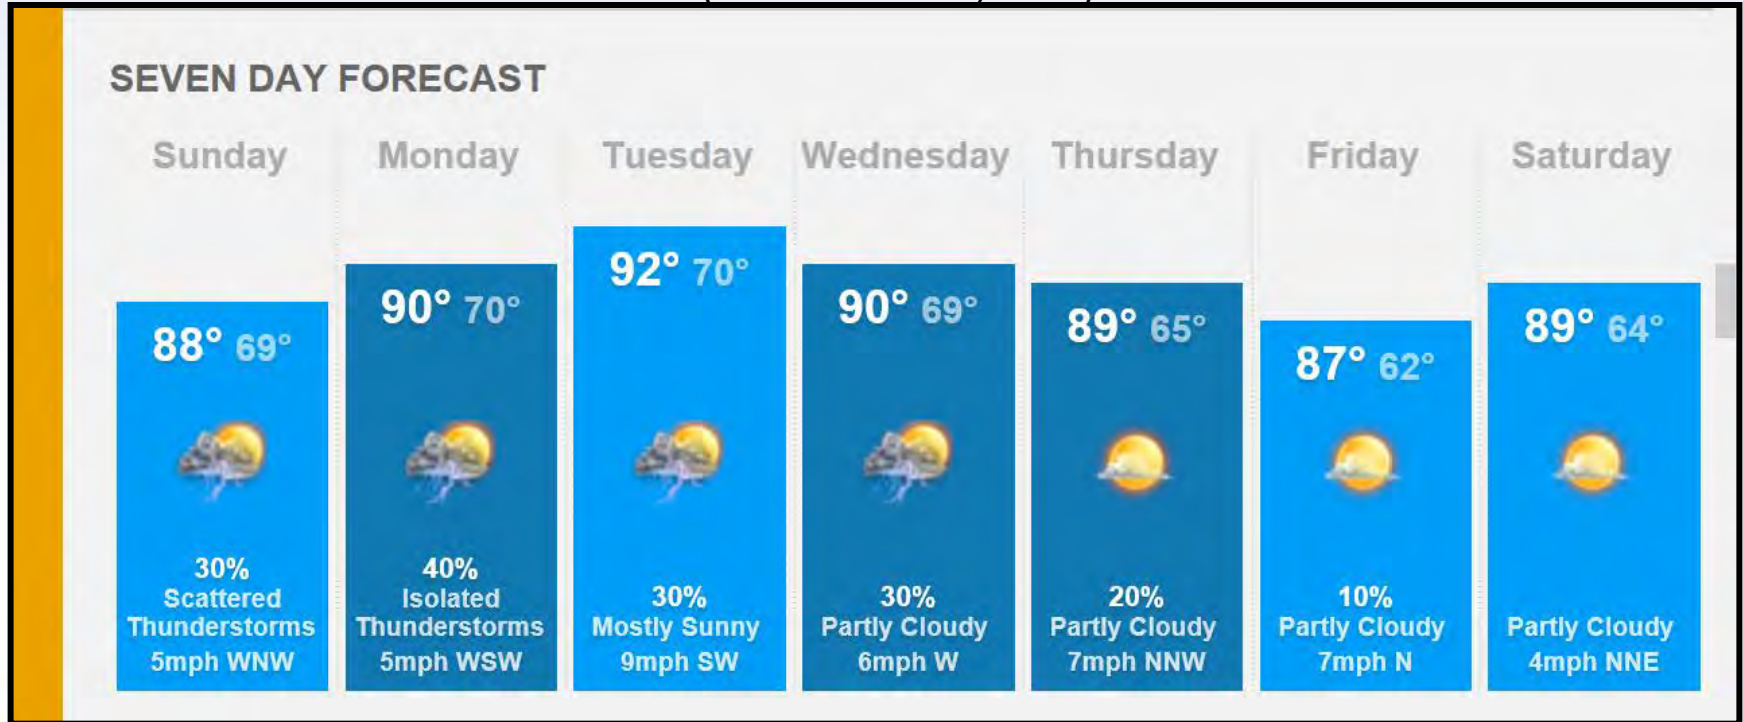 SEVEN DAY FORECAST
Sunday
88° 69°
30%
Scattered
Thunderstorms
5mph WNW
Monday
90° 70°
40%
Isolated
Thunderstorms
5mph WSW
Tuesday
92° 70°
30%
Mostly Sunny
9mph SW
Wednesday
90° 69°
30%
Partly Cloudy
6mph W
Thursday
89° 65°
20%
Partly Cloudy
7mph NNW
Friday
87° 62°
10%
Partly Cloudy
7mph N
Saturday
89° 64°
Partly Cloudy
4mph NNE